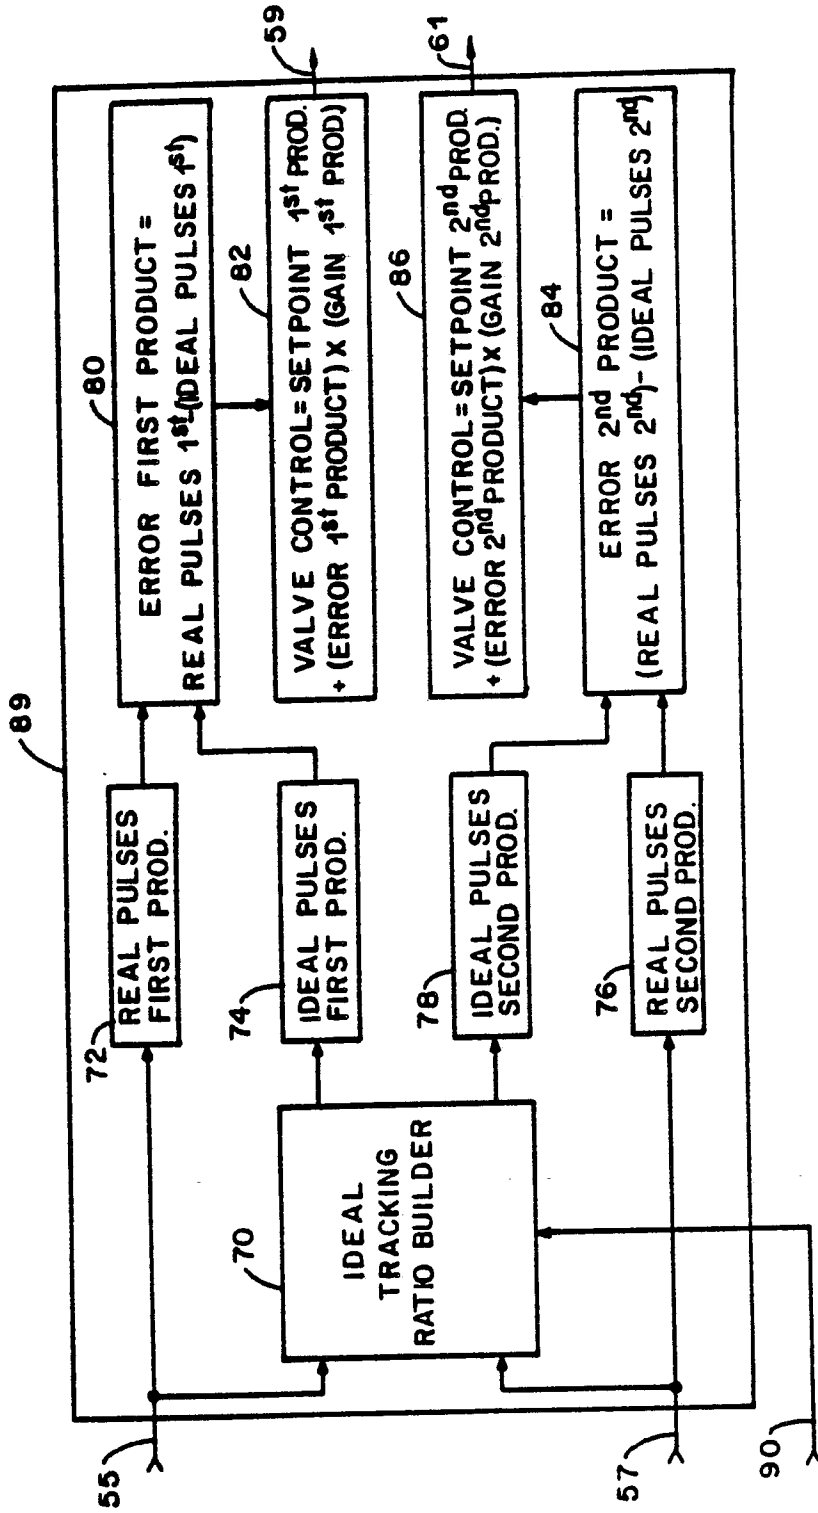 89
55
72
REAL PULSES
FIRST PROD.
80
ERROR FIRST PRODUCT =
REAL PULSES 1st-(IDEAL PULSES 1st)
74
IDEAL PULSES
FIRST PROD.
82
VALVE CONTROL = SETPOINT 1st PROD.
+ (ERROR 1st PRODUCT) X (GAIN 1st PROD)
59
70
IDEAL
TRACKING
RATIO BUILDER
78
IDEAL PULSES
SECOND PROD.
86
VALVE CONTROL = SETPOINT 2nd PROD.
+ (ERROR 2nd PRODUCT) X (GAIN 2nd PROD.)
61
57
76
REAL PULSES
SECOND PROD.
84
ERROR 2nd PRODUCT =
(REAL PULSES 2nd) - (IDEAL PULSES 2nd)
90